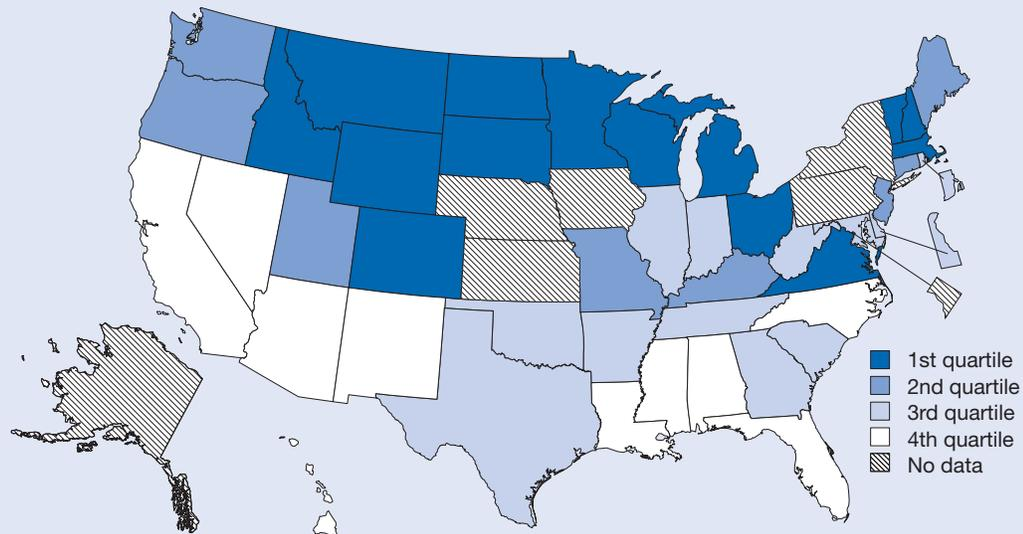 1st quartile
2nd quartile
3rd quartile
4th quartile
No data